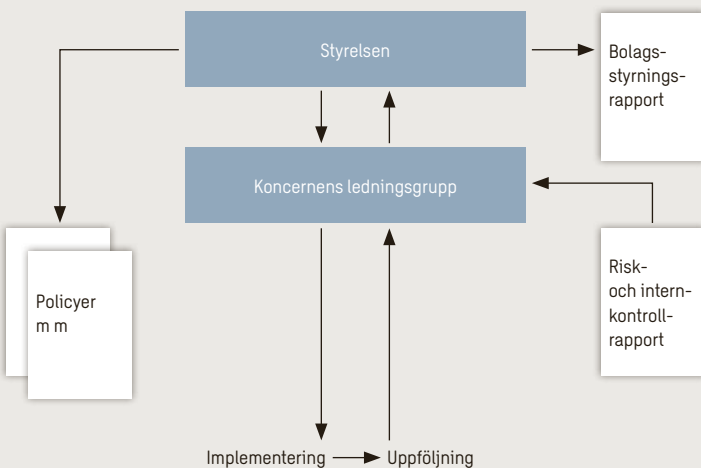 Styrelsen
Bolags-
styrnings-
rapport
Koncernens ledningsgrupp
Policyer
m m
Risk-
och intern-
kontroll-
rapport
Implementering
Uppföljning